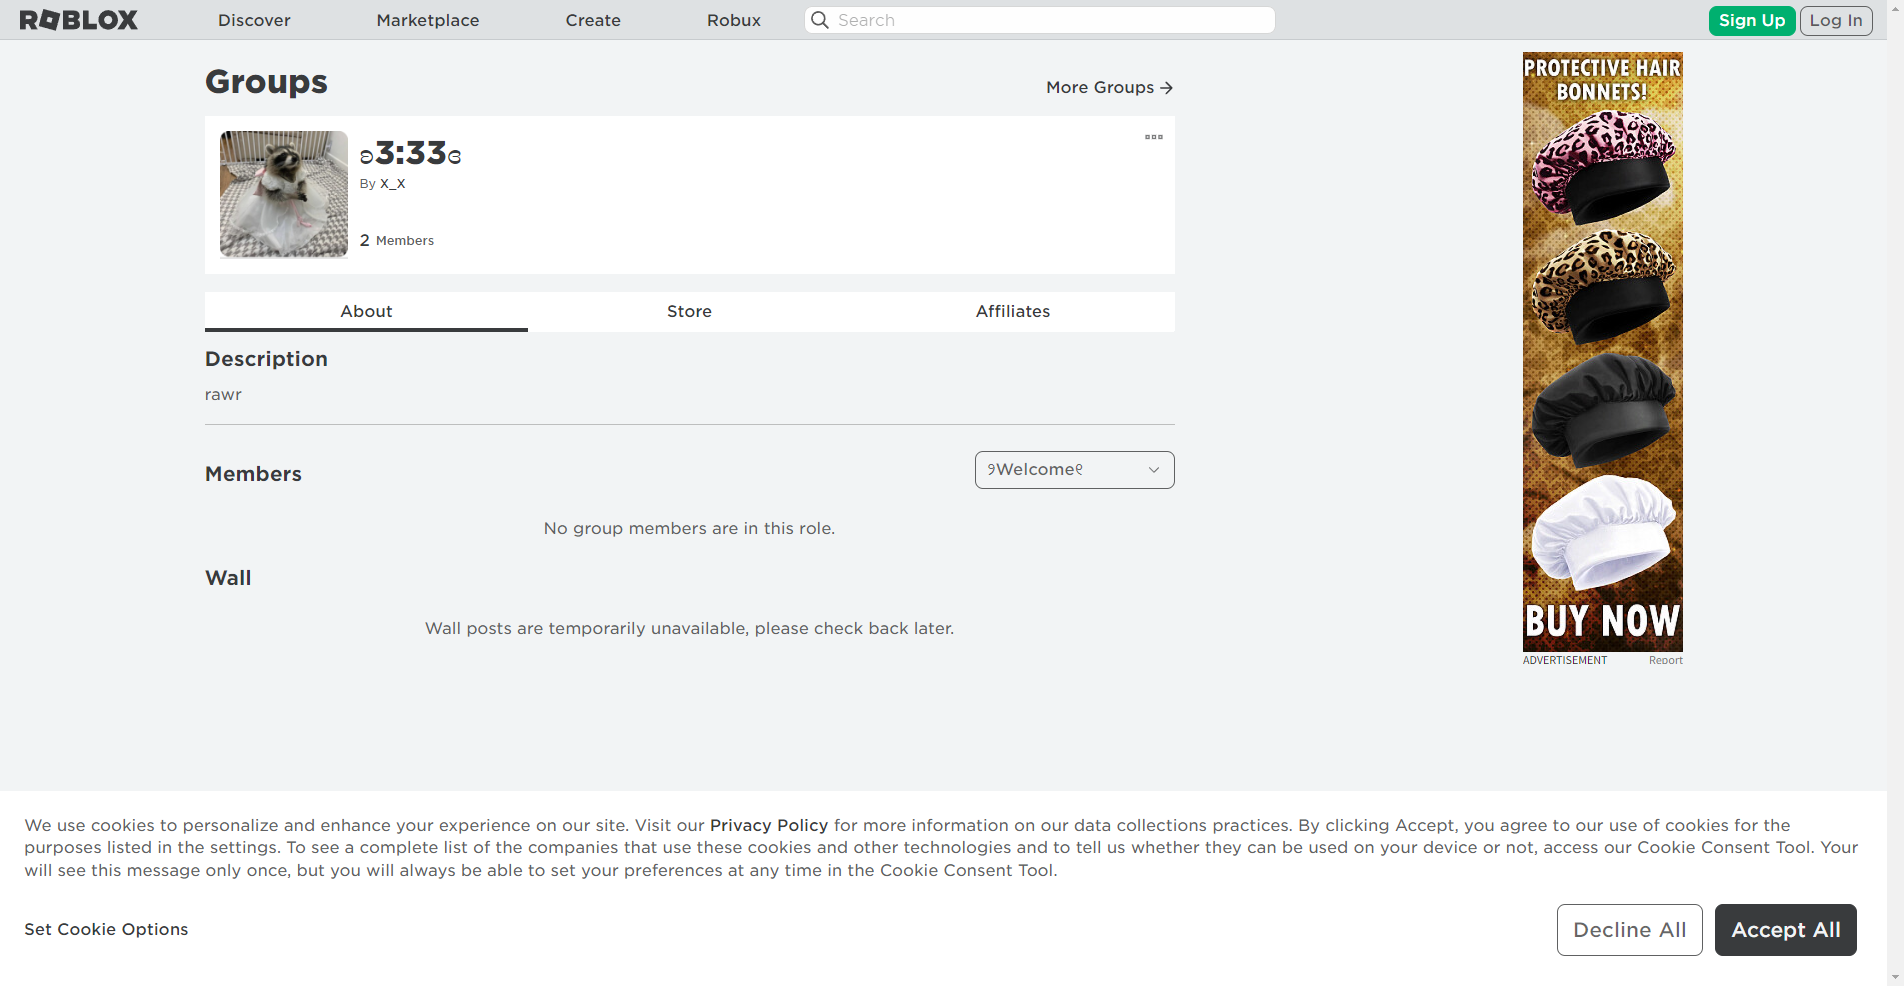 ROBLOX
Discover
Marketplace
Create
Robux
Search
Sign Up
Log In
Groups
More Groups →
ʚ3:33ɞ
By X_X
2 Members
About
Store
Affiliates
Description
rawr
Members
୨Welcome୧
No group members are in this role.
Wall
Wall posts are temporarily unavailable, please check back later.
PROTECTIVE HAIR
BONNETS!
BUY NOW
ADVERTISEMENT
Report
We use cookies to personalize and enhance your experience on our site. Visit our Privacy Policy for more information on our data collections practices. By clicking Accept, you agree to our use of cookies for the
purposes listed in the settings. To see a complete list of the companies that use these cookies and other technologies and to tell us whether they can be used on your device or not, access our Cookie Consent Tool. Your
will see this message only once, but you will always be able to set your preferences at any time in the Cookie Consent Tool.
Set Cookie Options
Decline All
Accept All